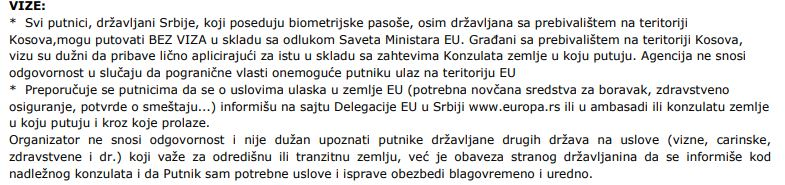 VIZE:
* Svi putnici, državljani Srbije, koji poseduju biometrijske pasoše, osim državljana sa prebivalištem na teritoriji
Kosova,mogu putovati BEZ VIZA u skladu sa odlukom Saveta Ministara EU. Građani sa prebivalištem na teritoriji Kosova,
vizu su dužni da pribave lično aplicirajući za istu u skladu sa zahtevima Konzulata zemlje u koju putuju. Agencija ne snosi
odgovornost u slučaju da pogranične vlasti onemoguće putniku ulaz na teritoriju EU
* Preporučuje se putnicima da se o uslovima ulaska u zemlje EU (potrebna novčana sredstva za boravak, zdravstveno
osiguranje, potvrde o smeštaju...) informišu na sajtu Delegacije EU u Srbiji www.europa.rs ili u ambasadi ili konzulatu zemlje
u koju putuju i kroz koje prolaze.
Organizator ne snosi odgovornost i nije dužan upoznati putnike državljane drugih država na uslove (vizne, carinske,
zdravstvene i dr.) koji važe za odredišnu ili tranzitnu zemlju, već je obaveza stranog državljanina da se informiše kod
nadležnog konzulata i da Putnik sam potrebne uslove i isprave obezbedi blagovremeno i uredno.